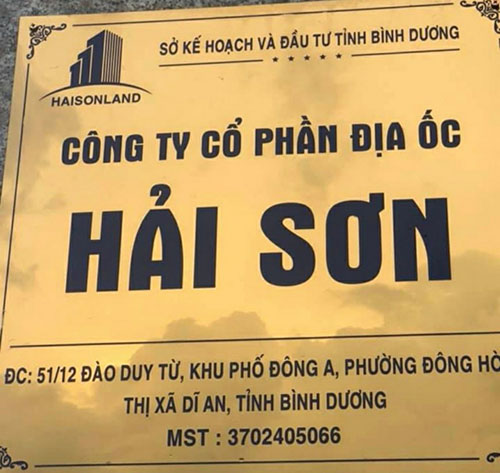 SỞ KẾ HOẠCH VÀ ĐẦU TƯ TỈNH BÌNH DƯƠNG
HAISONLAND
CÔNG TY CỔ PHẦN ĐỊA ỐC
HẢI SƠN
ĐC: 51/12 ĐÀO DUY TỪ, KHU PHỐ ĐÔNG A, PHƯỜNG ĐÔNG HÒ
THỊ XÃ DĨ AN, TỈNH BÌNH DƯƠNG
MST : 3702405066